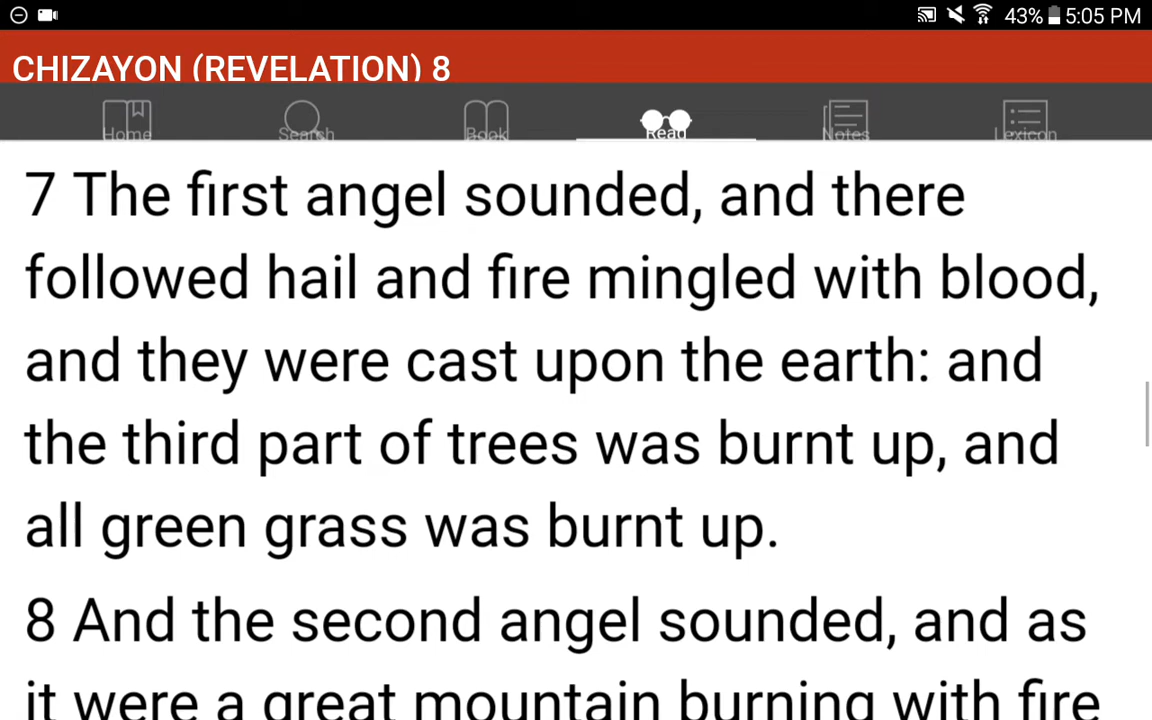 43% 5:05 PM
CHIZAYON (REVELATION) 8
Home Search Book Read Notes Lexicon
7 The first angel sounded, and there
followed hail and fire mingled with blood,
and they were cast upon the earth: and
the third part of trees was burnt up, and
all green grass was burnt up.
8 And the second angel sounded, and as
it were a great mountain burning with fire